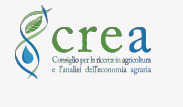 crea
Consiglio per la ricerca in agricoltura
e l'analisi dell'economia agraria